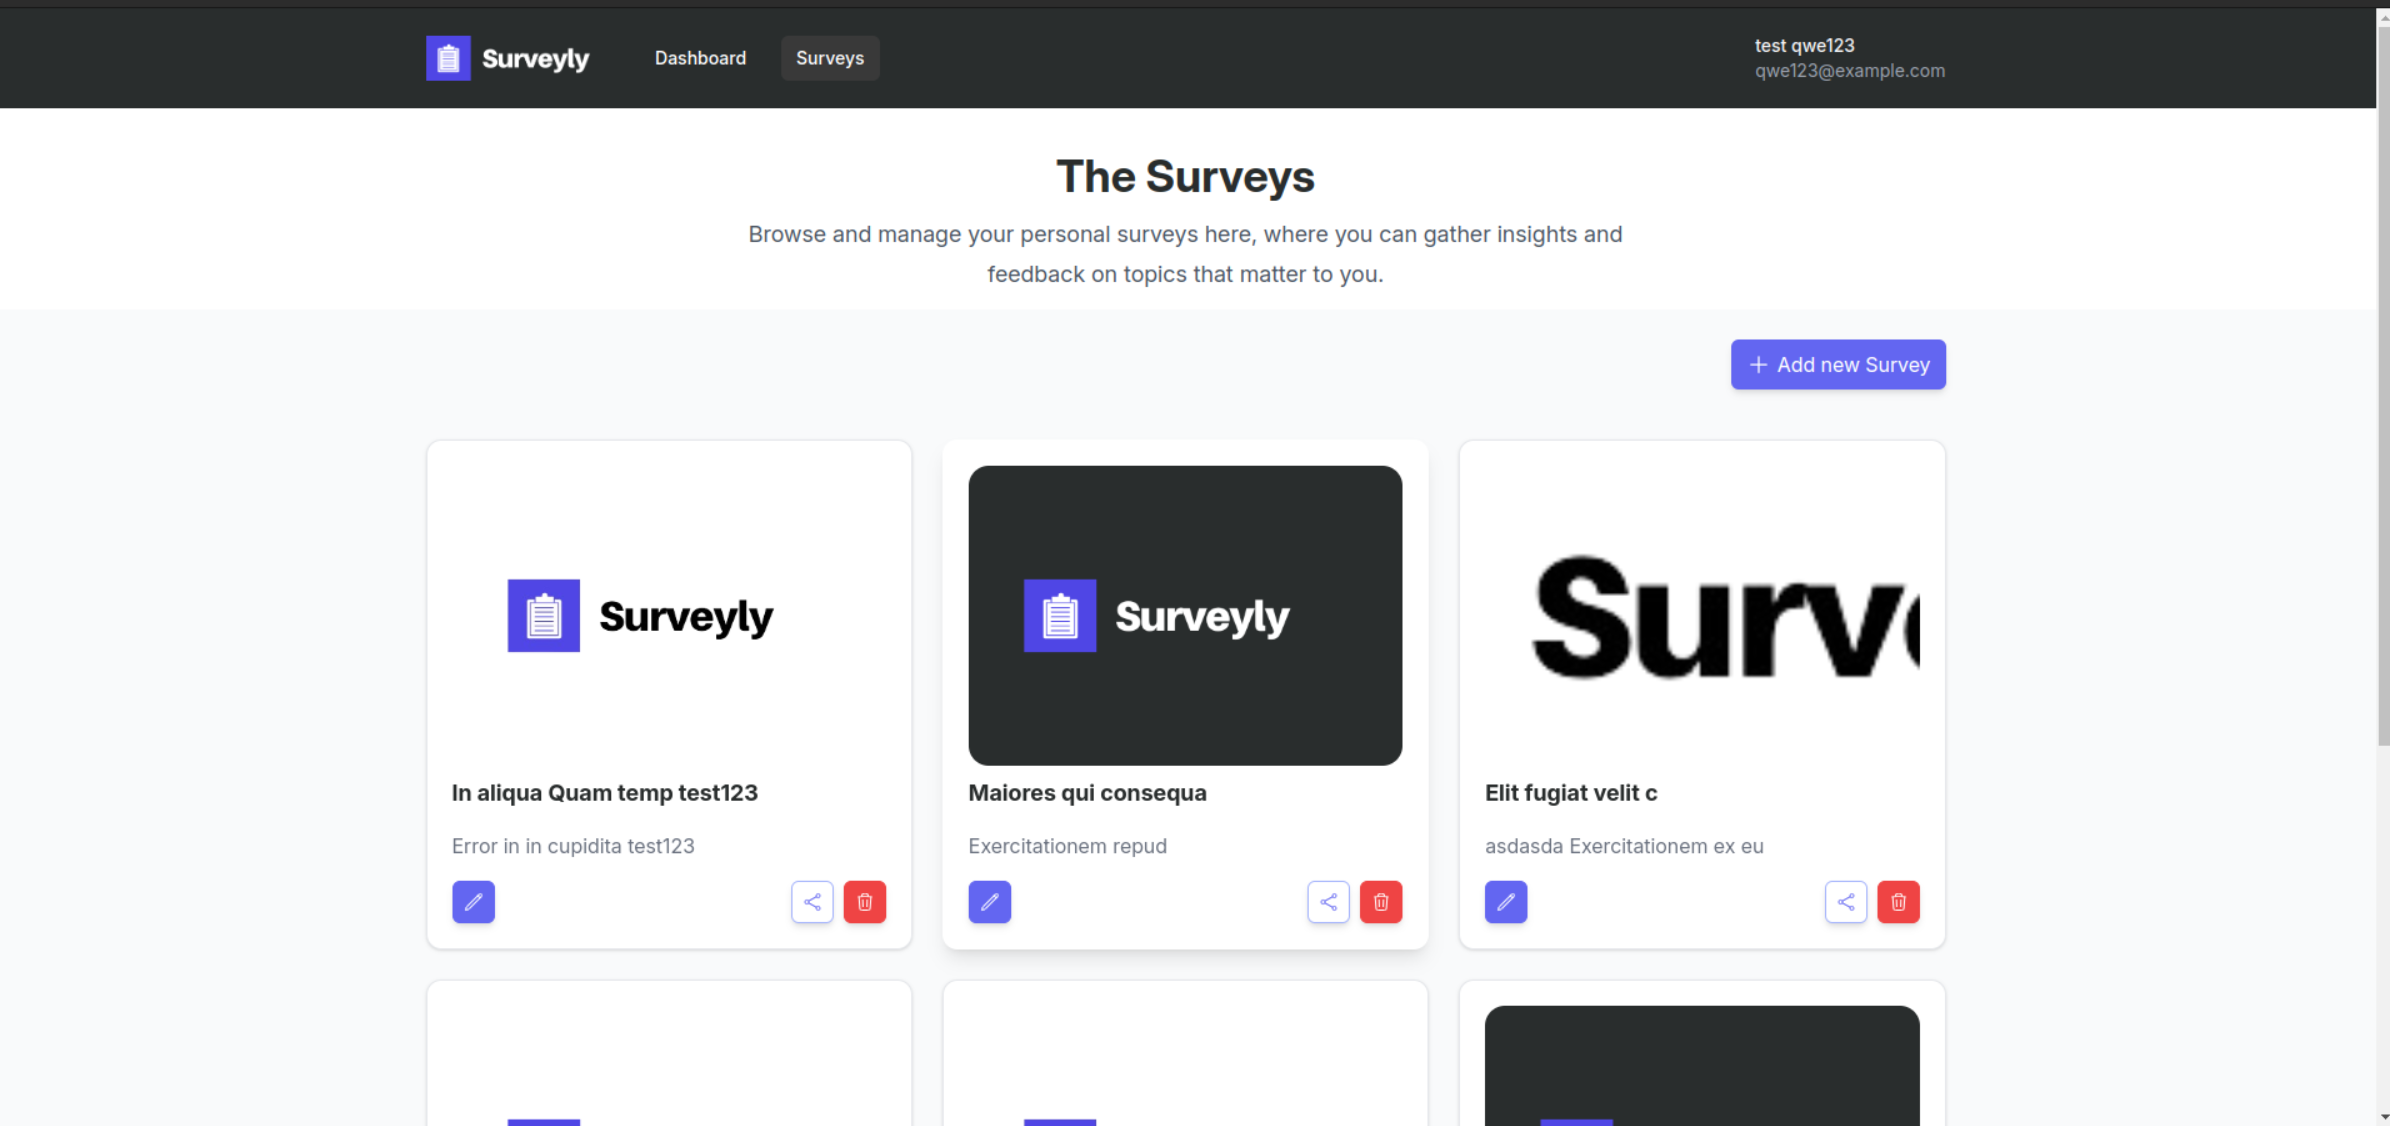 Surveyly
Dashboard
Surveys
test qwe123
qwe123@example.com
The Surveys
Browse and manage your personal surveys here, where you can gather insights and
feedback on topics that matter to you.
Add new Survey
Surveyly
Surveyly
Surv
In aliqua Quam temp test123
Maiores qui consequa
Elit fugiat velit c
Error in in cupidita test123
Exercitationem repud
asdasda Exercitationem ex eu